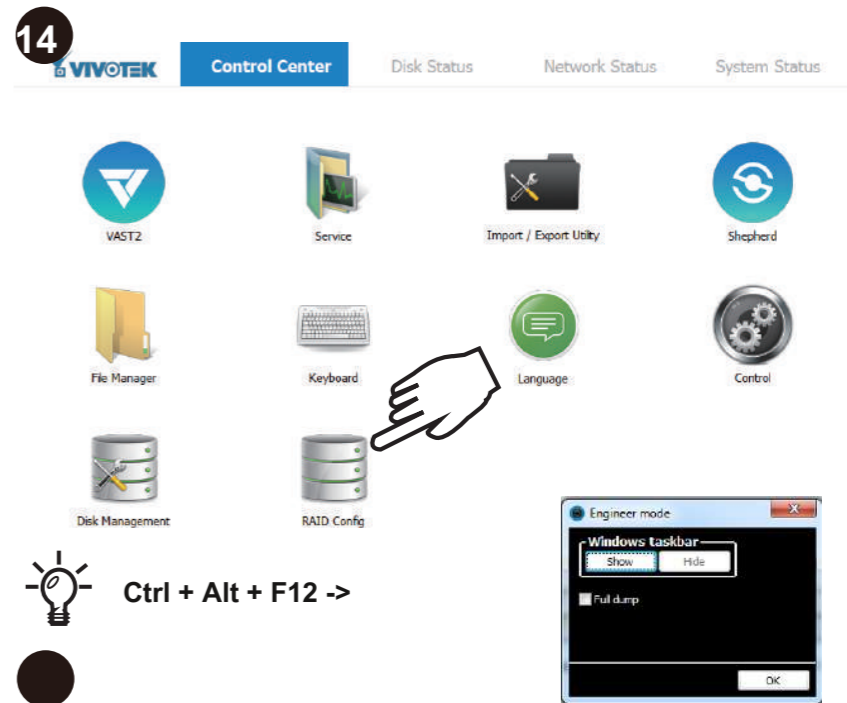 14
VIVOTEK Control Center Disk Status Network Status System Status
VAST2 Service Import / Export Utility Shepherd
File Manager Keyboard Language Control
Disk Management RAID Config
Engineer mode X
Windows taskbar
Show Hide
Full dump
OK
Ctrl + Alt + F12 ->